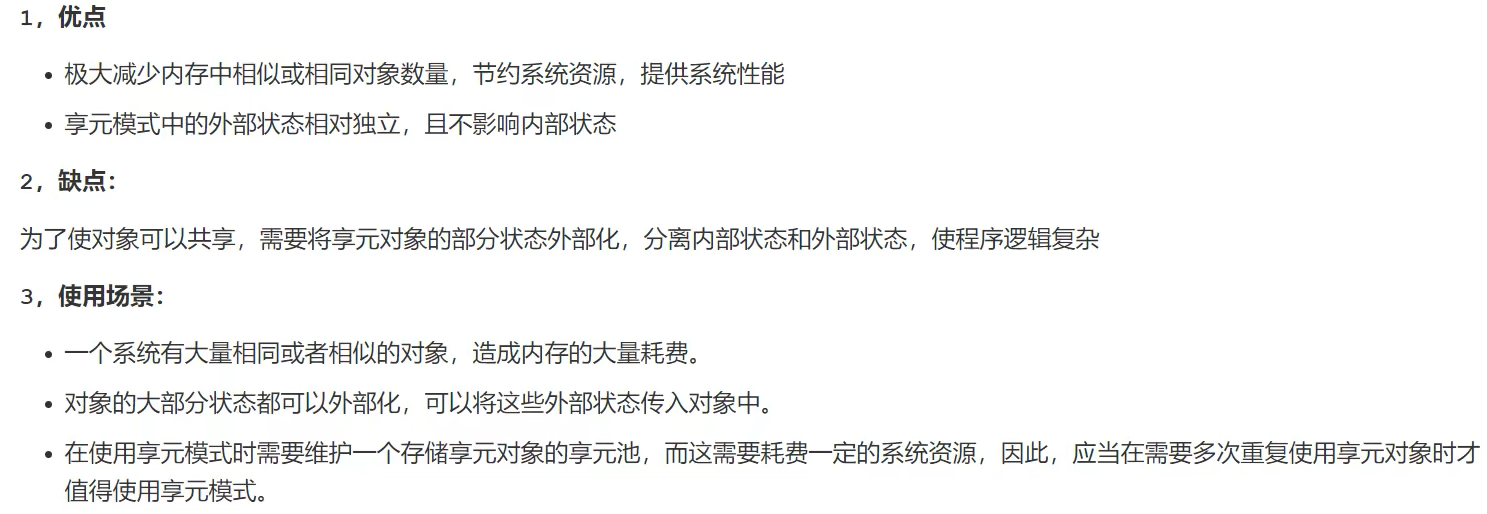 1，优点
• 极大减少内存中相似或相同对象数量，节约系统资源，提供系统性能
• 享元模式中的外部状态相对独立，且不影响内部状态
2，缺点：
为了使对象可以共享，需要将享元对象的部分状态外部化，分离内部状态和外部状态，使程序逻辑复杂
3，使用场景：
• 一个系统有大量相同或者相似的对象，造成内存的大量耗费。
• 对象的大部分状态都可以外部化，可以将这些外部状态传入对象中。
• 在使用享元模式时需要维护一个存储享元对象的享元池，而这需要耗费一定的系统资源，因此，应当在需要多次重复使用享元对象时才
值得使用享元模式。